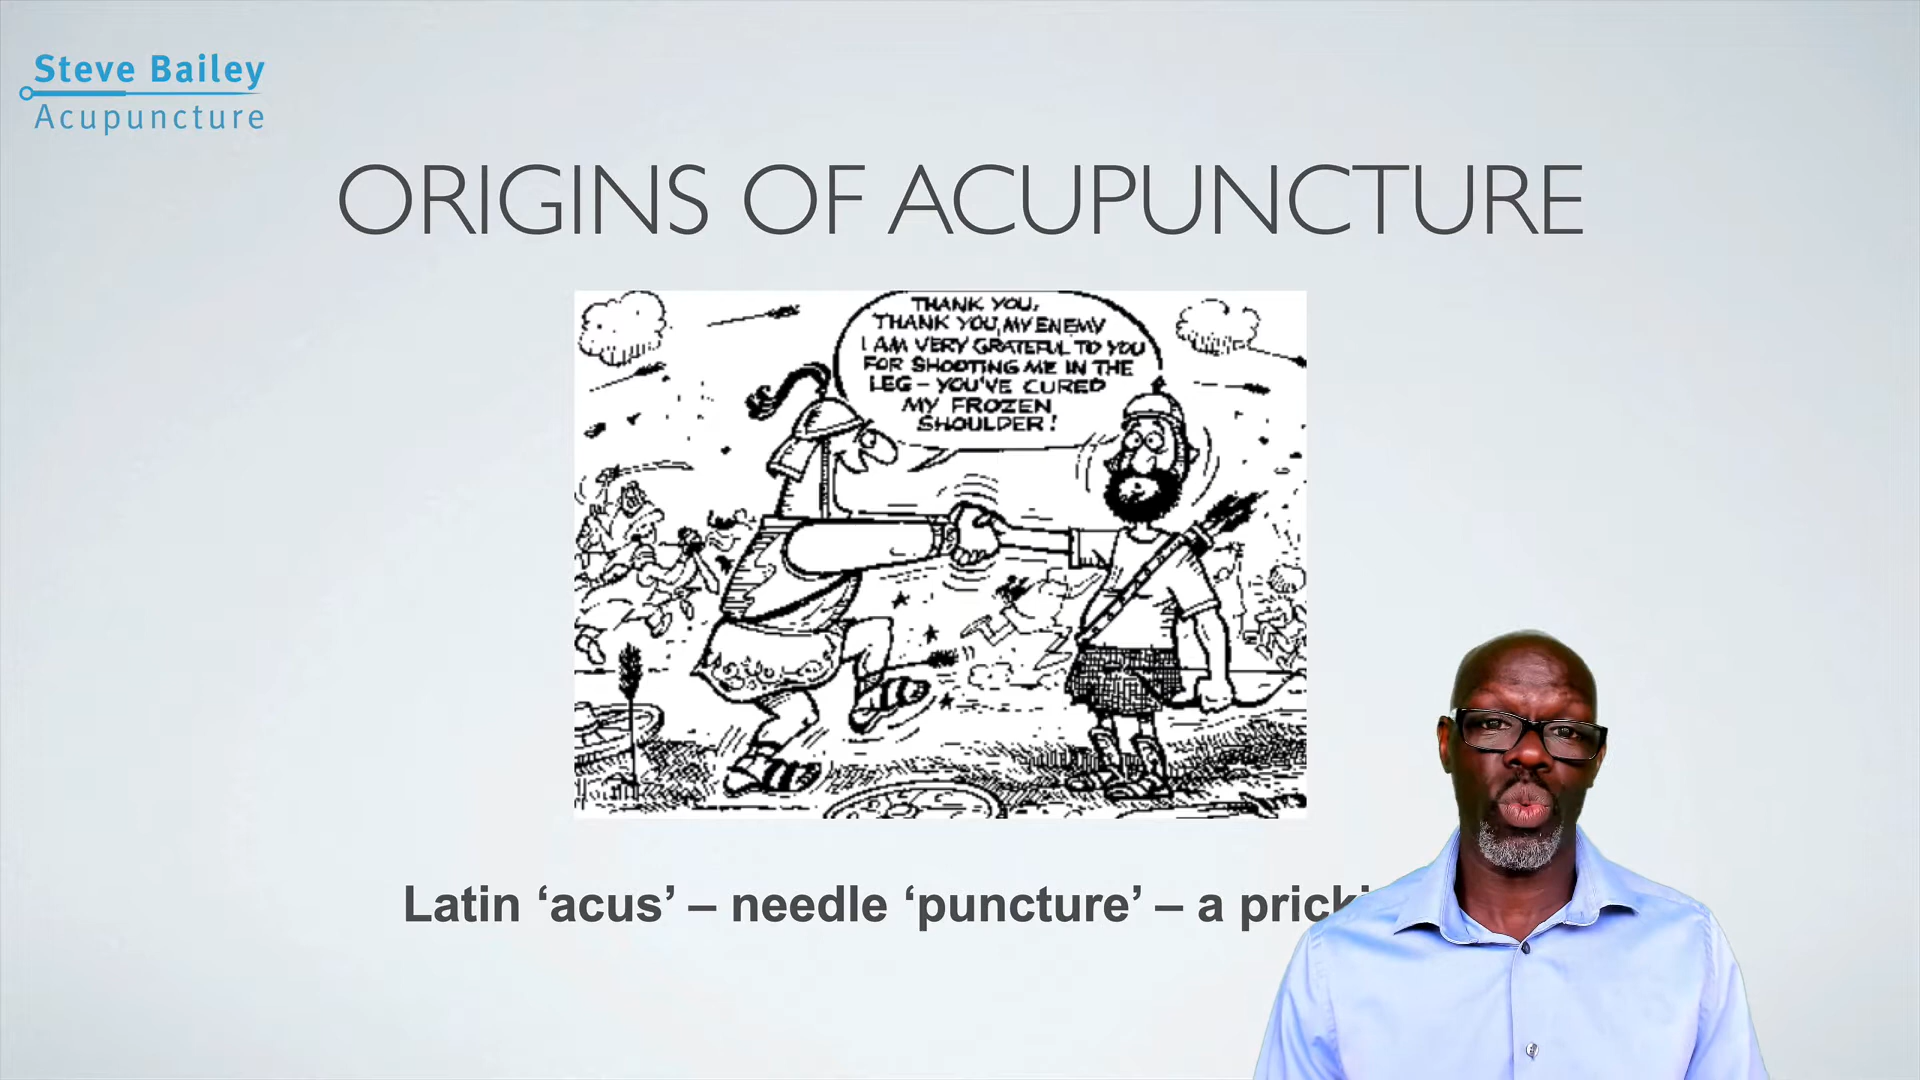 Steve Bailey
Acupuncture
ORIGINS OF ACUPUNCTURE
THANK YOU,
THANK YOU, MY ENEMY
I AM VERY GRATEFUL TO YOU
FOR SHOOTING ME IN THE
LEG – YOU'VE CURED
MY FROZEN
SHOULDER!
Latin ‘acus’ – needle ‘puncture’ – a